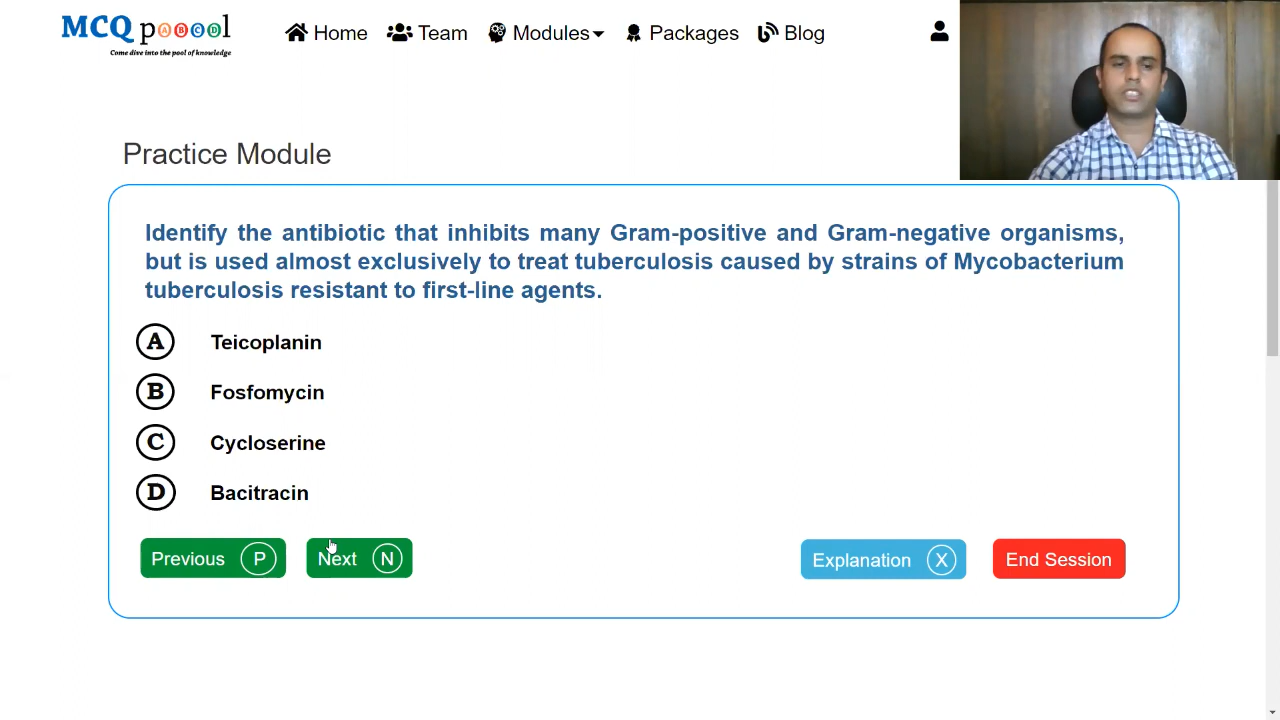 MCQ poABCDl
Come dive into the pool of knowledge
Home Team Modules Packages Blog
Practice Module
Identify the antibiotic that inhibits many Gram-positive and Gram-negative organisms,
but is used almost exclusively to treat tuberculosis caused by strains of Mycobacterium
tuberculosis resistant to first-line agents.
A Teicoplanin
B Fosfomycin
C Cycloserine
D Bacitracin
Previous P Next N Explanation X End Session